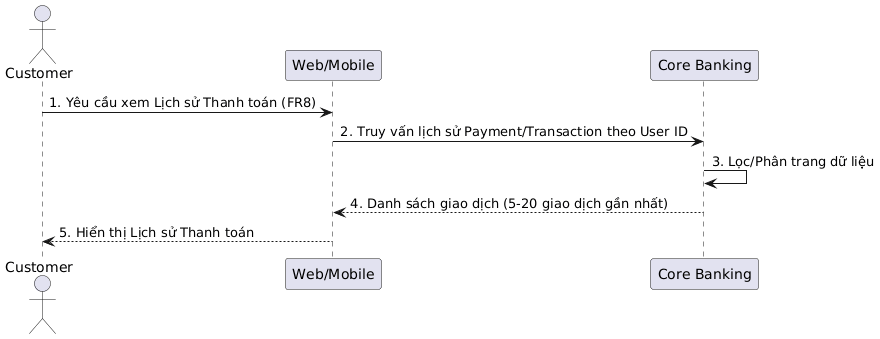 Customer
Web/Mobile
Core Banking
1. Yêu cầu xem Lịch sử Thanh toán (FR8)
2. Truy vấn lịch sử Payment/Transaction theo User ID
3. Lọc/Phân trang dữ liệu
4. Danh sách giao dịch (5-20 giao dịch gần nhất)
5. Hiển thị Lịch sử Thanh toán
Customer
Web/Mobile
Core Banking